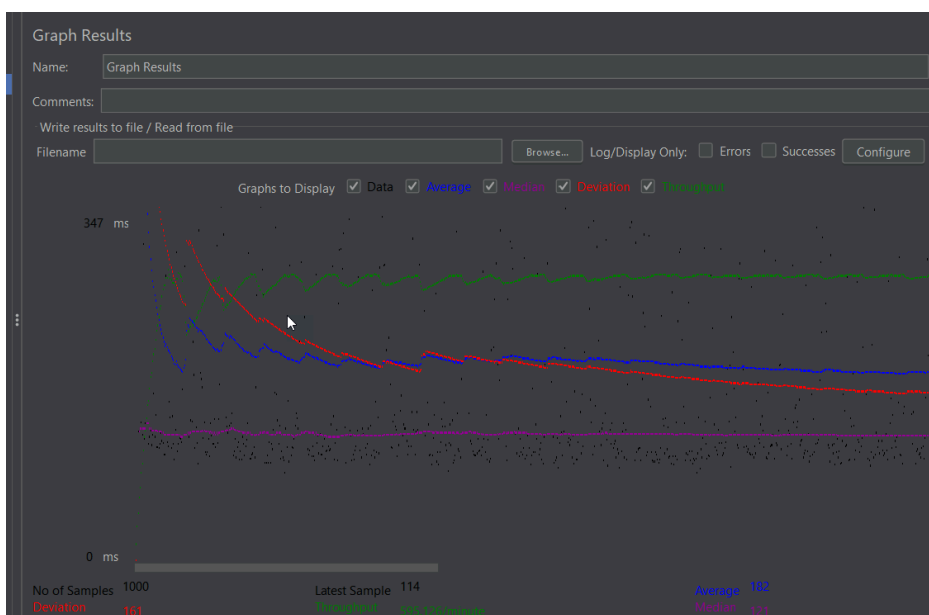 Graph Results
Name: Graph Results
Comments:
Write results to file / Read from file
Filename Browse... Log/Display Only: Errors Successes Configure
Graphs to Display Data Average Median Deviation Throughput
347 ms
0 ms
No of Samples 1000 Latest Sample 114 Average 182
Deviation 161 Throughput Median